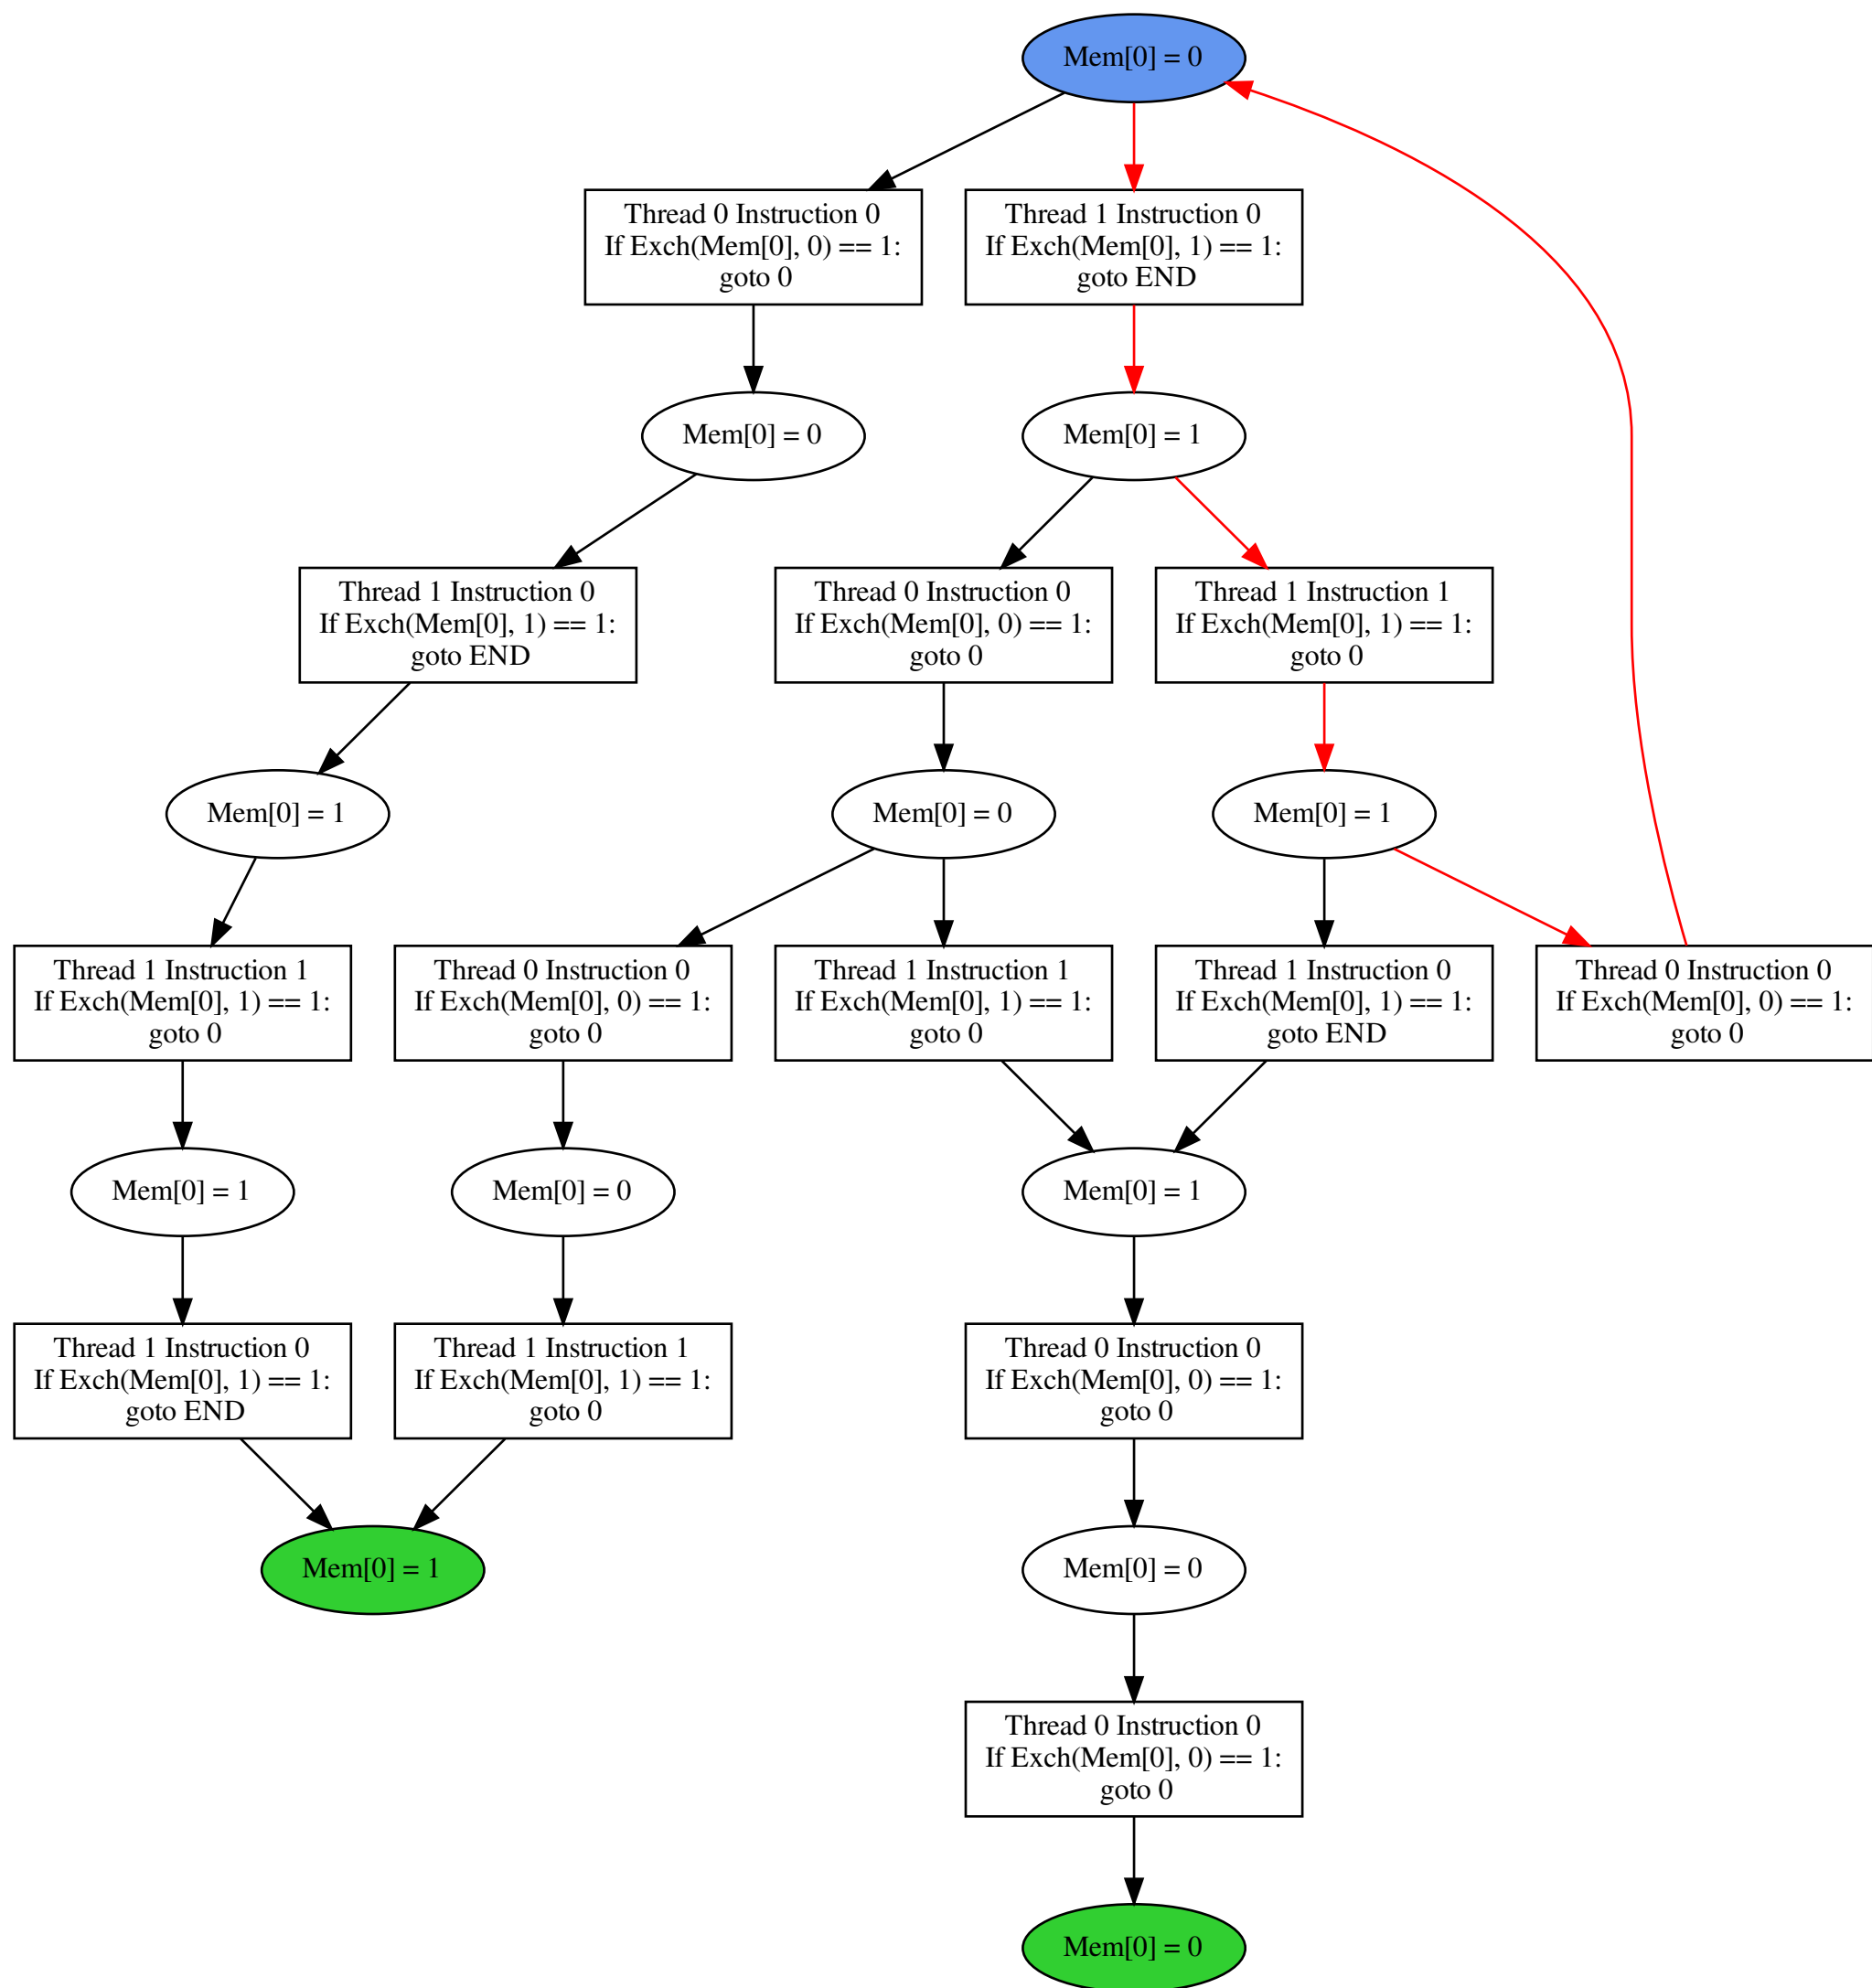 Mem[0] = 0
Thread 0 Instruction 0
If Exch(Mem[0], 0) == 1:
goto 0
Thread 1 Instruction 0
If Exch(Mem[0], 1) == 1:
goto END
Mem[0] = 0
Mem[0] = 1
Thread 1 Instruction 0
If Exch(Mem[0], 1) == 1:
goto END
Thread 0 Instruction 0
If Exch(Mem[0], 0) == 1:
goto 0
Thread 1 Instruction 1
If Exch(Mem[0], 1) == 1:
goto 0
Mem[0] = 1
Mem[0] = 0
Mem[0] = 1
Thread 1 Instruction 1
If Exch(Mem[0], 1) == 1:
goto 0
Thread 0 Instruction 0
If Exch(Mem[0], 0) == 1:
goto 0
Thread 1 Instruction 1
If Exch(Mem[0], 1) == 1:
goto 0
Thread 1 Instruction 0
If Exch(Mem[0], 1) == 1:
goto END
Thread 0 Instruction 0
If Exch(Mem[0], 0) == 1:
goto 0
Mem[0] = 1
Mem[0] = 0
Mem[0] = 1
Thread 1 Instruction 0
If Exch(Mem[0], 1) == 1:
goto END
Thread 1 Instruction 1
If Exch(Mem[0], 1) == 1:
goto 0
Thread 0 Instruction 0
If Exch(Mem[0], 0) == 1:
goto 0
Mem[0] = 1
Mem[0] = 0
Thread 0 Instruction 0
If Exch(Mem[0], 0) == 1:
goto 0
Mem[0] = 0